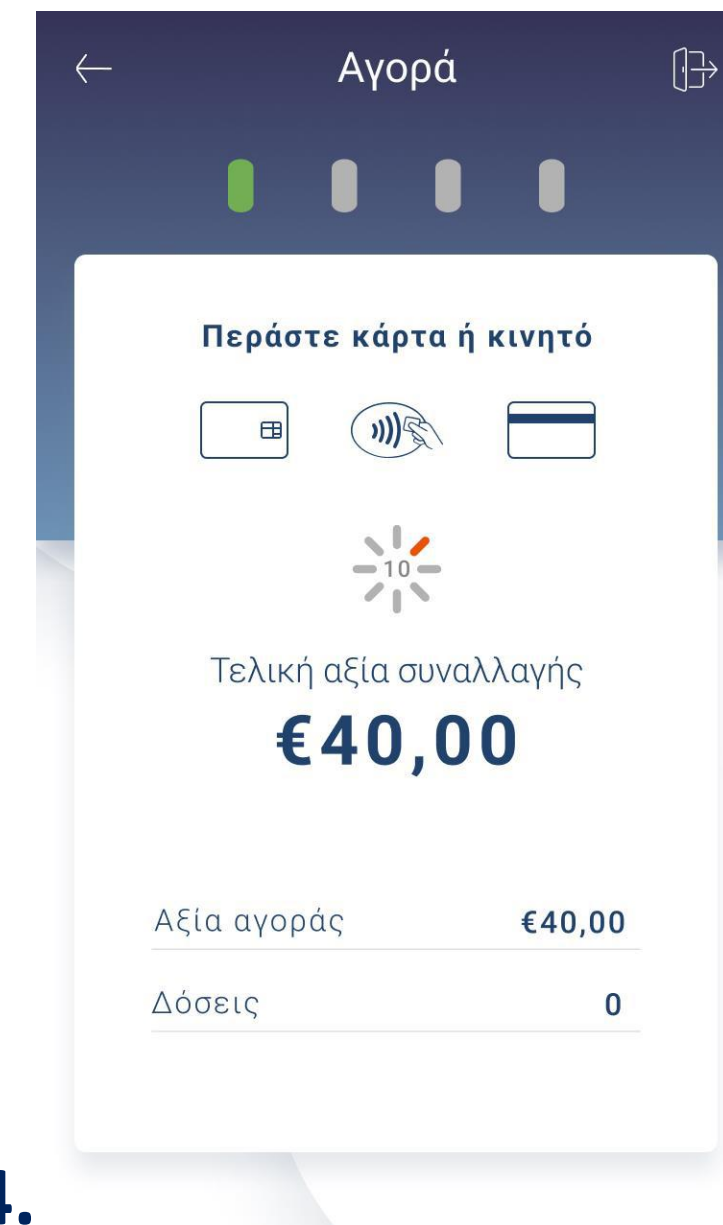 Αγορά
Περάστε κάρτα ή κινητό
10
Τελική αξία συναλλαγής
€40,00
Αξία αγοράς €40,00
Δόσεις 0
4.